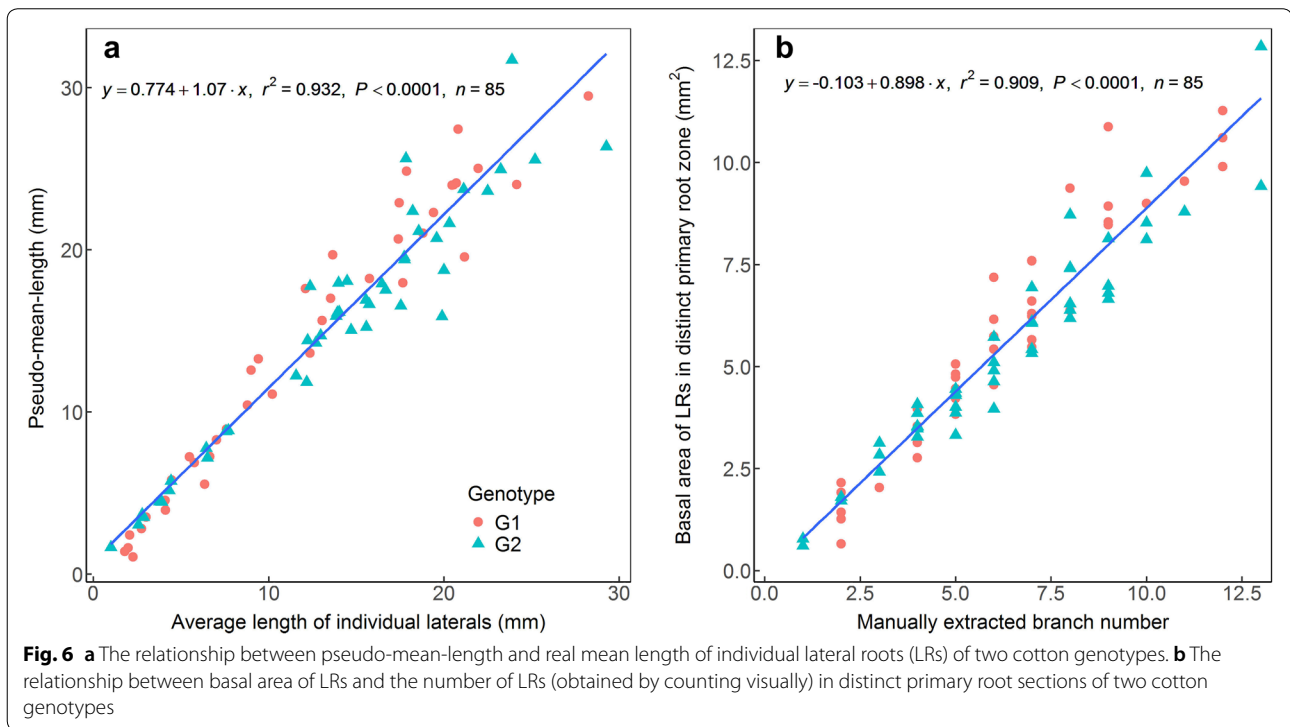 a
y = 0.774 + 1.07 · x, r² = 0.932, P < 0.0001, n = 85
Pseudo-mean-length (mm)
30
20
10
0
0
10
20
30
Average length of individual laterals (mm)
Genotype
G1
G2
b
y = -0.103 + 0.898 · x, r² = 0.909, P < 0.0001, n = 85
Basal area of LRs in distinct primary root zone (mm²)
12.5
10.0
7.5
5.0
2.5
0.0
0.0
2.5
5.0
7.5
10.0
12.5
Manually extracted branch number
Fig. 6 a The relationship between pseudo-mean-length and real mean length of individual lateral roots (LRs) of two cotton genotypes. b The
relationship between basal area of LRs and the number of LRs (obtained by counting visually) in distinct primary root sections of two cotton
genotypes